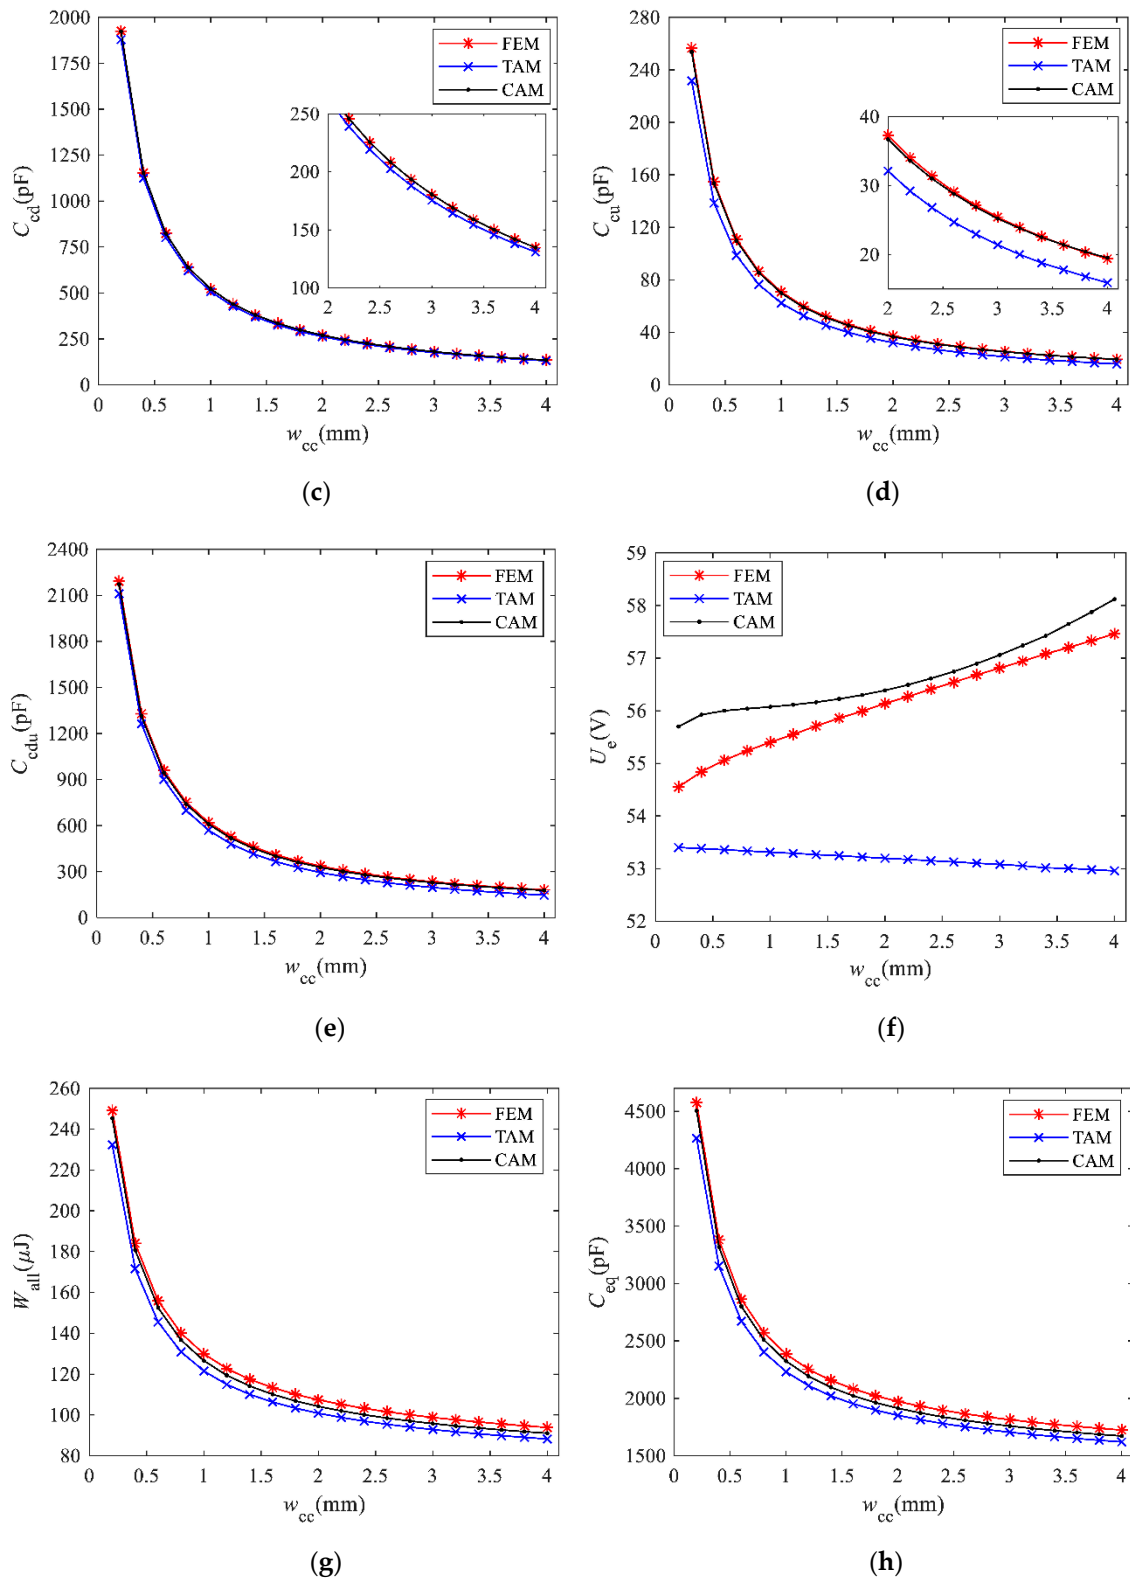 2000
1750
1500
1250
1000
750
500
250
0
C_cd(pF)
FEM
TAM
CAM
250
200
150
100
2 2.5 3 3.5 4
0 0.5 1 1.5 2 2.5 3 3.5 4
w_cc(mm)
(c)
280
240
200
160
120
80
40
0
C_cu(pF)
FEM
TAM
CAM
40
30
20
2 2.5 3 3.5 4
0 0.5 1 1.5 2 2.5 3 3.5 4
w_cc(mm)
(d)
2400
2100
1800
1500
1200
900
600
300
0
C_cdu(pF)
FEM
TAM
CAM
0 0.5 1 1.5 2 2.5 3 3.5 4
w_cc(mm)
(e)
59
58
57
56
55
54
53
52
U_e(V)
FEM
TAM
CAM
0 0.5 1 1.5 2 2.5 3 3.5 4
w_cc(mm)
(f)
260
240
220
200
180
160
140
120
100
80
W_all(μJ)
FEM
TAM
CAM
0 0.5 1 1.5 2 2.5 3 3.5 4
w_cc(mm)
(g)
4500
4000
3500
3000
2500
2000
1500
C_eq(pF)
FEM
TAM
CAM
0 0.5 1 1.5 2 2.5 3 3.5 4
w_cc(mm)
(h)